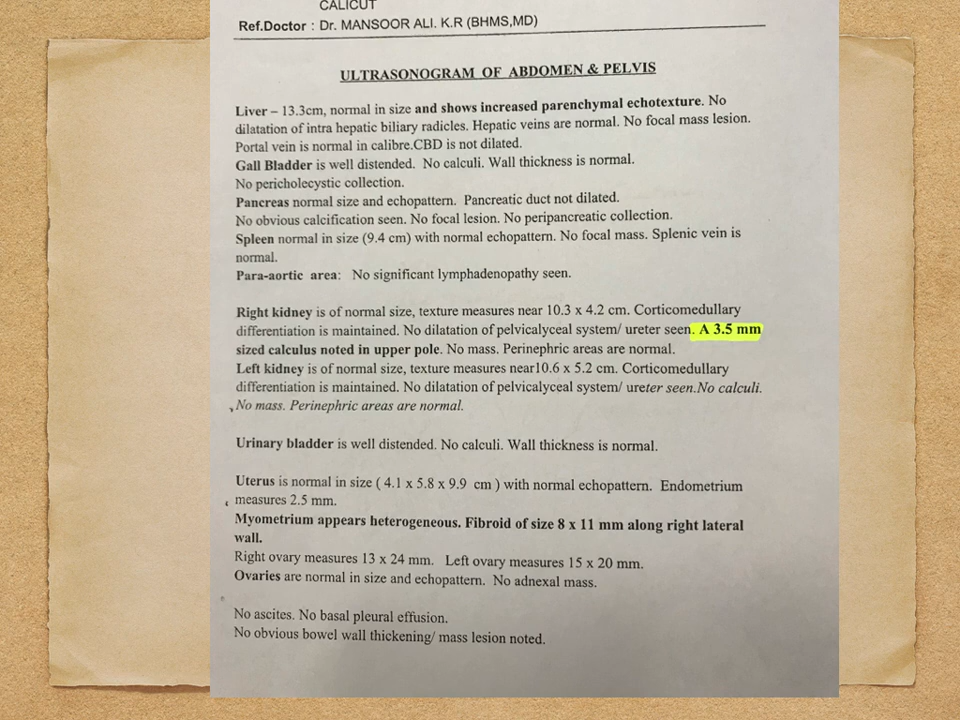 CALICUT
Ref.Doctor : Dr. MANSOOR ALI. K.R (BHMS,MD)
ULTRASONOGRAM OF ABDOMEN & PELVIS
Liver – 13.3cm, normal in size and shows increased parenchymal echotexture. No
dilatation of intra hepatic biliary radicles. Hepatic veins are normal. No focal mass lesion.
Portal vein is normal in calibre.CBD is not dilated.
Gall Bladder is well distended. No calculi. Wall thickness is normal.
No pericholecystic collection.
Pancreas normal size and echopattern. Pancreatic duct not dilated.
No obvious calcification seen. No focal lesion. No peripancreatic collection.
Spleen normal in size (9.4 cm) with normal echopattern. No focal mass. Splenic vein is
normal.
Para-aortic area: No significant lymphadenopathy seen.
Right kidney is of normal size, texture measures near 10.3 x 4.2 cm. Corticomedullary
differentiation is maintained. No dilatation of pelvicalyceal system/ ureter seen. A 3.5 mm
sized calculus noted in upper pole. No mass. Perinephric areas are normal.
Left kidney is of normal size, texture measures near10.6 x 5.2 cm. Corticomedullary
differentiation is maintained. No dilatation of pelvicalyceal system/ ureter seen.No calculi.
No mass. Perinephric areas are normal.
Urinary bladder is well distended. No calculi. Wall thickness is normal.
Uterus is normal in size ( 4.1 x 5.8 x 9.9 cm ) with normal echopattern. Endometrium
measures 2.5 mm.
Myometrium appears heterogeneous. Fibroid of size 8 x 11 mm along right lateral
wall.
Right ovary measures 13 x 24 mm. Left ovary measures 15 x 20 mm.
Ovaries are normal in size and echopattern. No adnexal mass.
No ascites. No basal pleural effusion.
No obvious bowel wall thickening/ mass lesion noted.